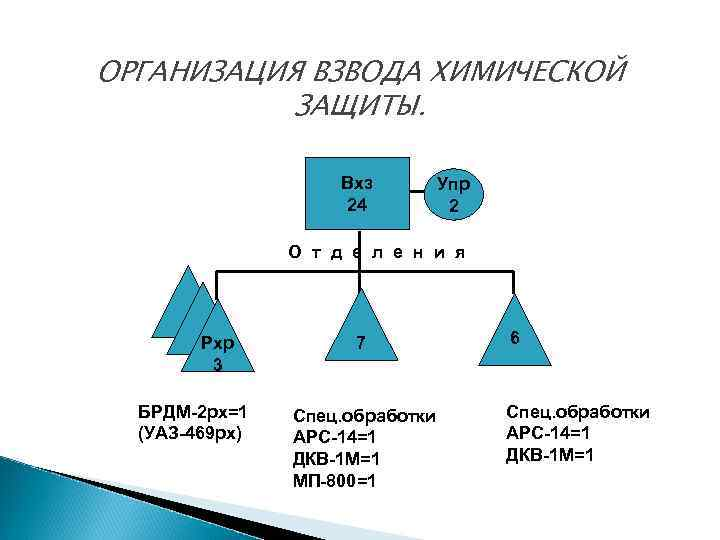 ОРГАНИЗАЦИЯ ВЗВОДА ХИМИЧЕСКОЙ
ЗАЩИТЫ.
Вхз
24
Упр
2
О т д е л е н и я
Рхр
3
7
6
БРДМ-2рх=1
(УАЗ-469рх)
Спец.обработки
АРС-14=1
ДКВ-1М=1
МП-800=1
Спец.обработки
АРС-14=1
ДКВ-1М=1